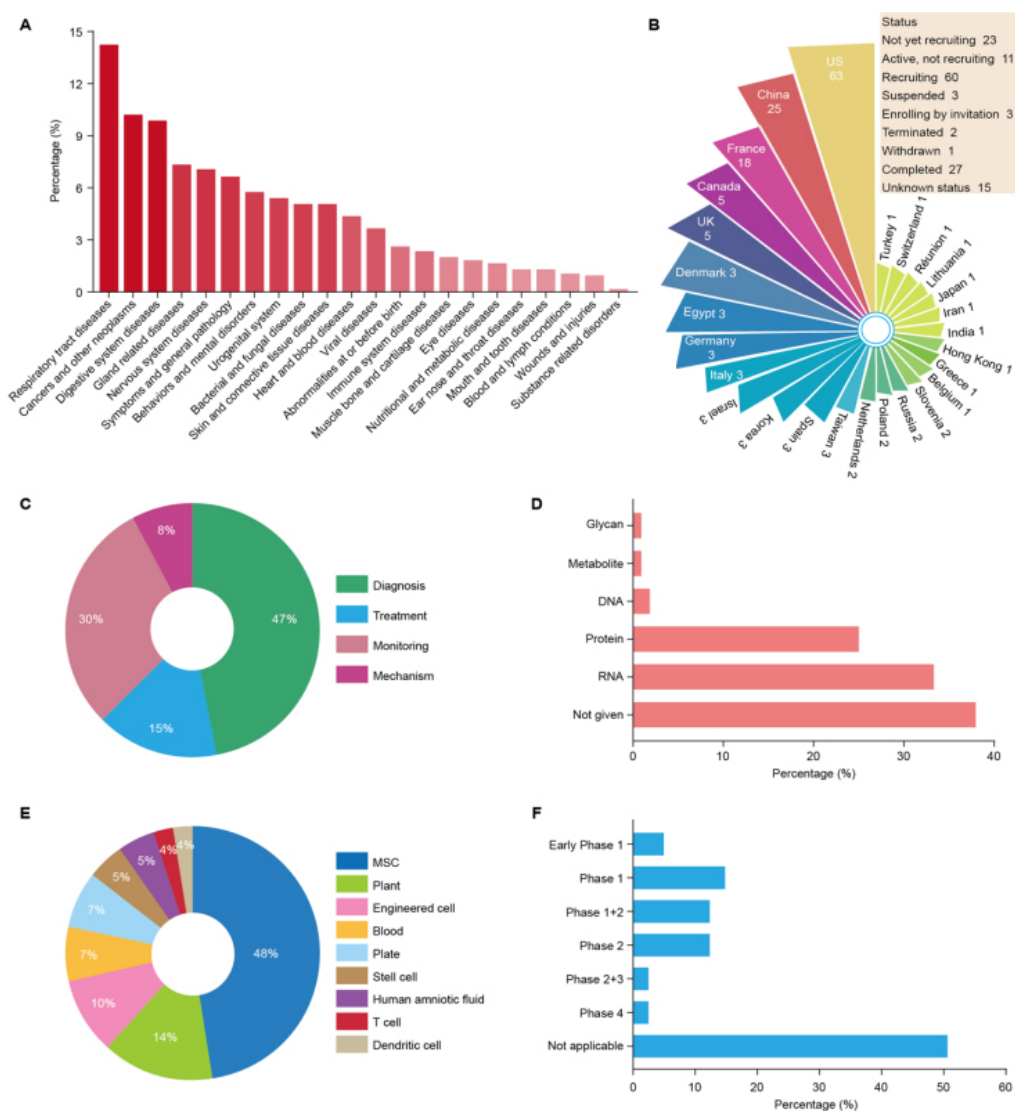 A
Percentage (%)
15
12
9
6
3
0
Respiratory tract diseases
Cancers and other neoplasms
Digestive system diseases
Gland related diseases
Nervous system diseases
Symptoms and general pathology
Behaviors and mental disorders
Urogenital system
Bacterial and fungal diseases
Skin and connective tissue diseases
Heart and blood diseases
Viral diseases
Abnormalities at or before birth
Immune system diseases
Muscle bone and cartilage diseases
Eye diseases
Nutritional and metabolic diseases
Ear nose and throat diseases
Mouth and tooth diseases
Blood and lymph conditions
Wounds and injuries
Substance related disorders
B
Status
Not yet recruiting 23
Active, not recruiting 11
Recruiting 60
Suspended 3
Enrolling by invitation 3
Terminated 2
Withdrawn 1
Completed 27
Unknown status 15
US
63
China
25
France
18
Canada
5
UK
5
Denmark 3
Egypt 3
Germany
3
Italy 3
Israel 3
Korea 3
Spain 3
Taiwan 3
Netherlands 2
Poland 2
Russia 2
Slovenia 2
Belgium 1
Greece 1
Hong Kong 1
India 1
Iran 1
Japan 1
Lithuania 1
Réunion 1
Switzerland 1
Turkey 1
C
8%
30%
47%
15%
Diagnosis
Treatment
Monitoring
Mechanism
D
Glycan
Metabolite
DNA
Protein
RNA
Not given
0
10
20
30
40
Percentage (%)
E
4%
4%
5%
5%
7%
7%
10%
14%
48%
MSC
Plant
Engineered cell
Blood
Plate
Stell cell
Human amniotic fluid
T cell
Dendritic cell
F
Early Phase 1
Phase 1
Phase 1+2
Phase 2
Phase 2+3
Phase 4
Not applicable
0
10
20
30
40
50
60
Percentage (%)